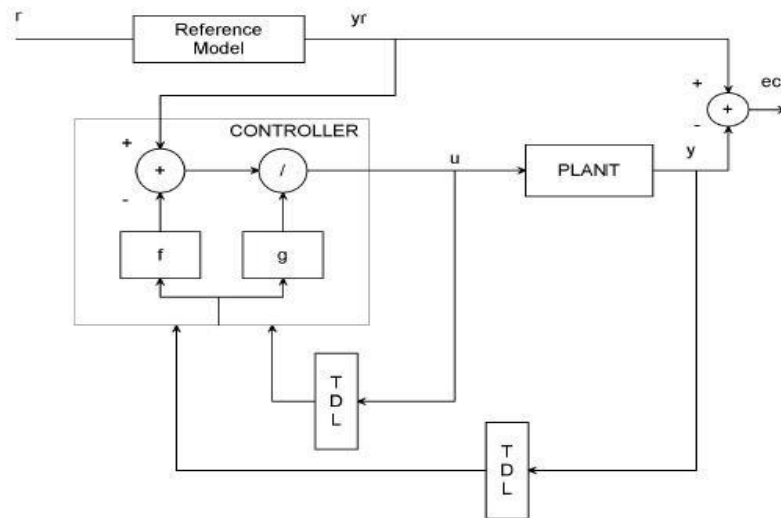 r
Reference
Model
yr
+
-
+
ec
CONTROLLER
+
-
+
/
u
PLANT
y
f
g
T
D
L
T
D
L